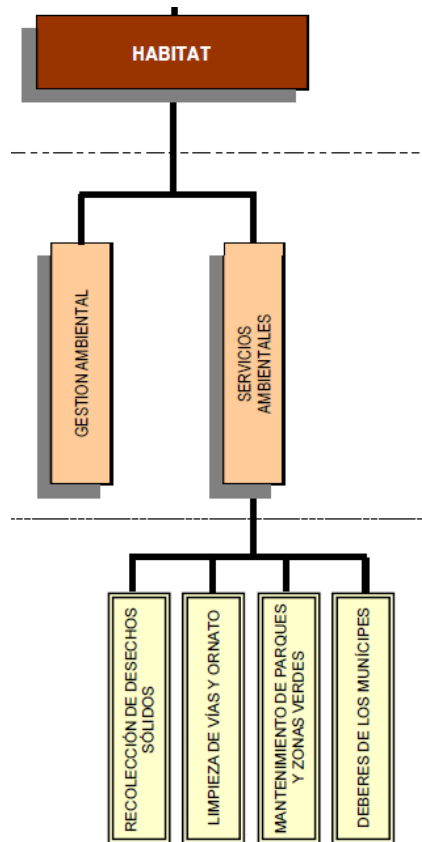 HABITAT
GESTION AMBIENTAL
SERVICIOS
AMBIENTALES
RECOLECCIÓN DE DESECHOS
SÓLIDOS
LIMPIEZA DE VÍAS Y ORNATO
MANTENIMIENTO DE PARQUES
Y ZONAS VERDES
DEBERES DE LOS MUNÍCIPES